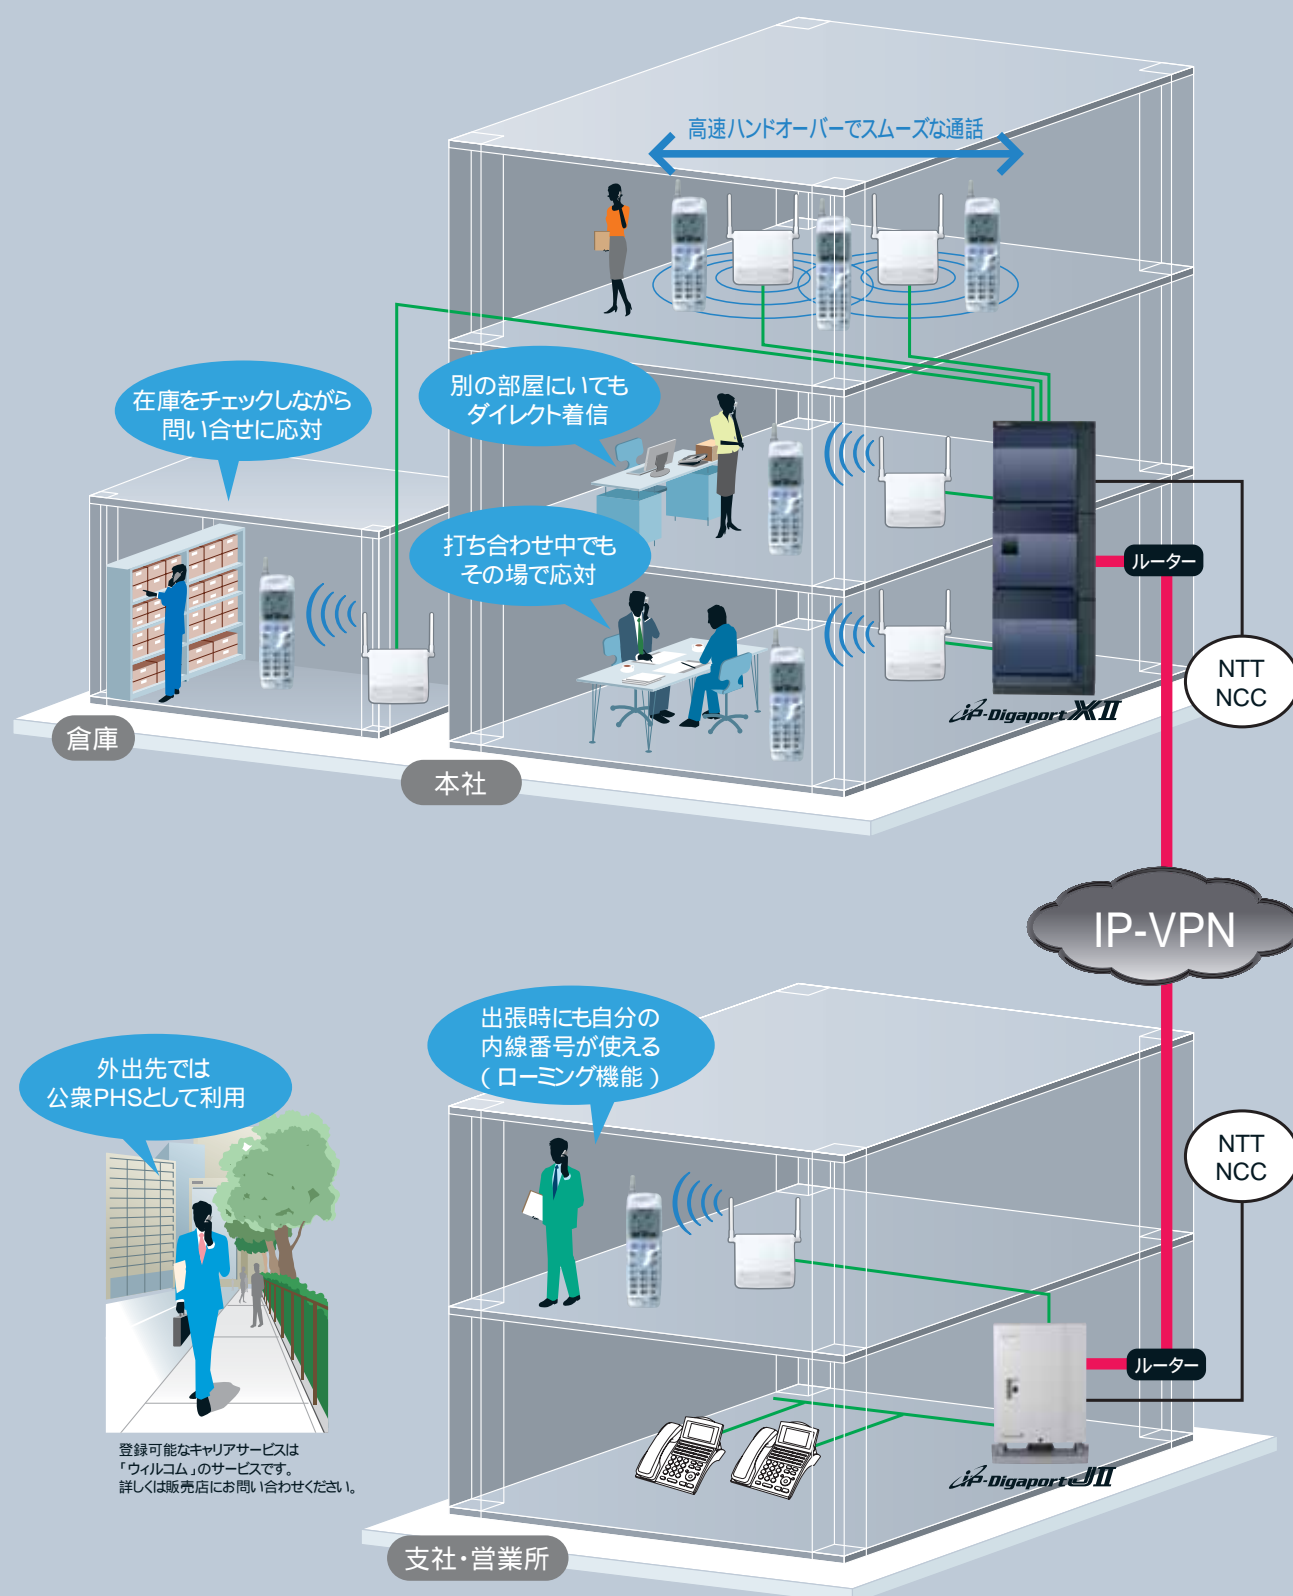 高速ハンドオーバーでスムーズな通話
別の部屋にいても
ダイレクト着信
在庫をチェックしながら
問い合せに応対
打ち合わせ中でも
その場で応対
ルーター
NTT
NCC
iP-Digaport XII
倉庫
本社
IP-VPN
出張時にも自分の
内線番号が使える
(ローミング機能)
外出先では
公衆PHSとして利用
NTT
NCC
ルーター
登録可能なキャリアサービスは
「ウィルコム」のサービスです。
詳しくは販売店にお問い合わせください。
iP-Digaport JII
支社・営業所